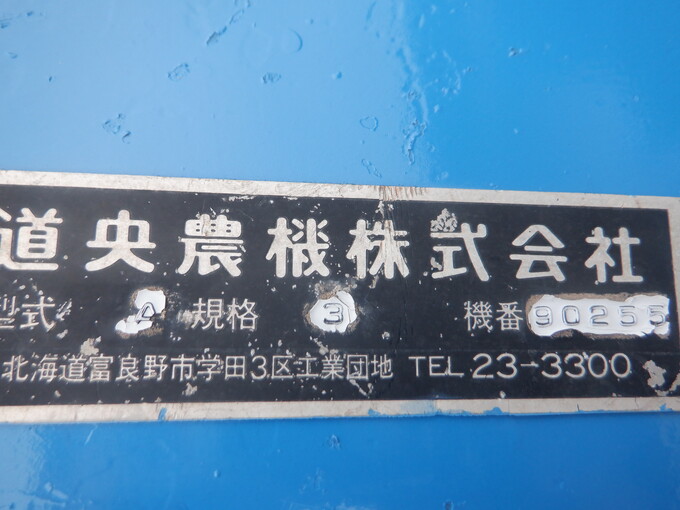 道央農機株式会社
型式 A 規格 3 機番 90255
北海道富良野市学田3区工業団地 TEL 23-3300